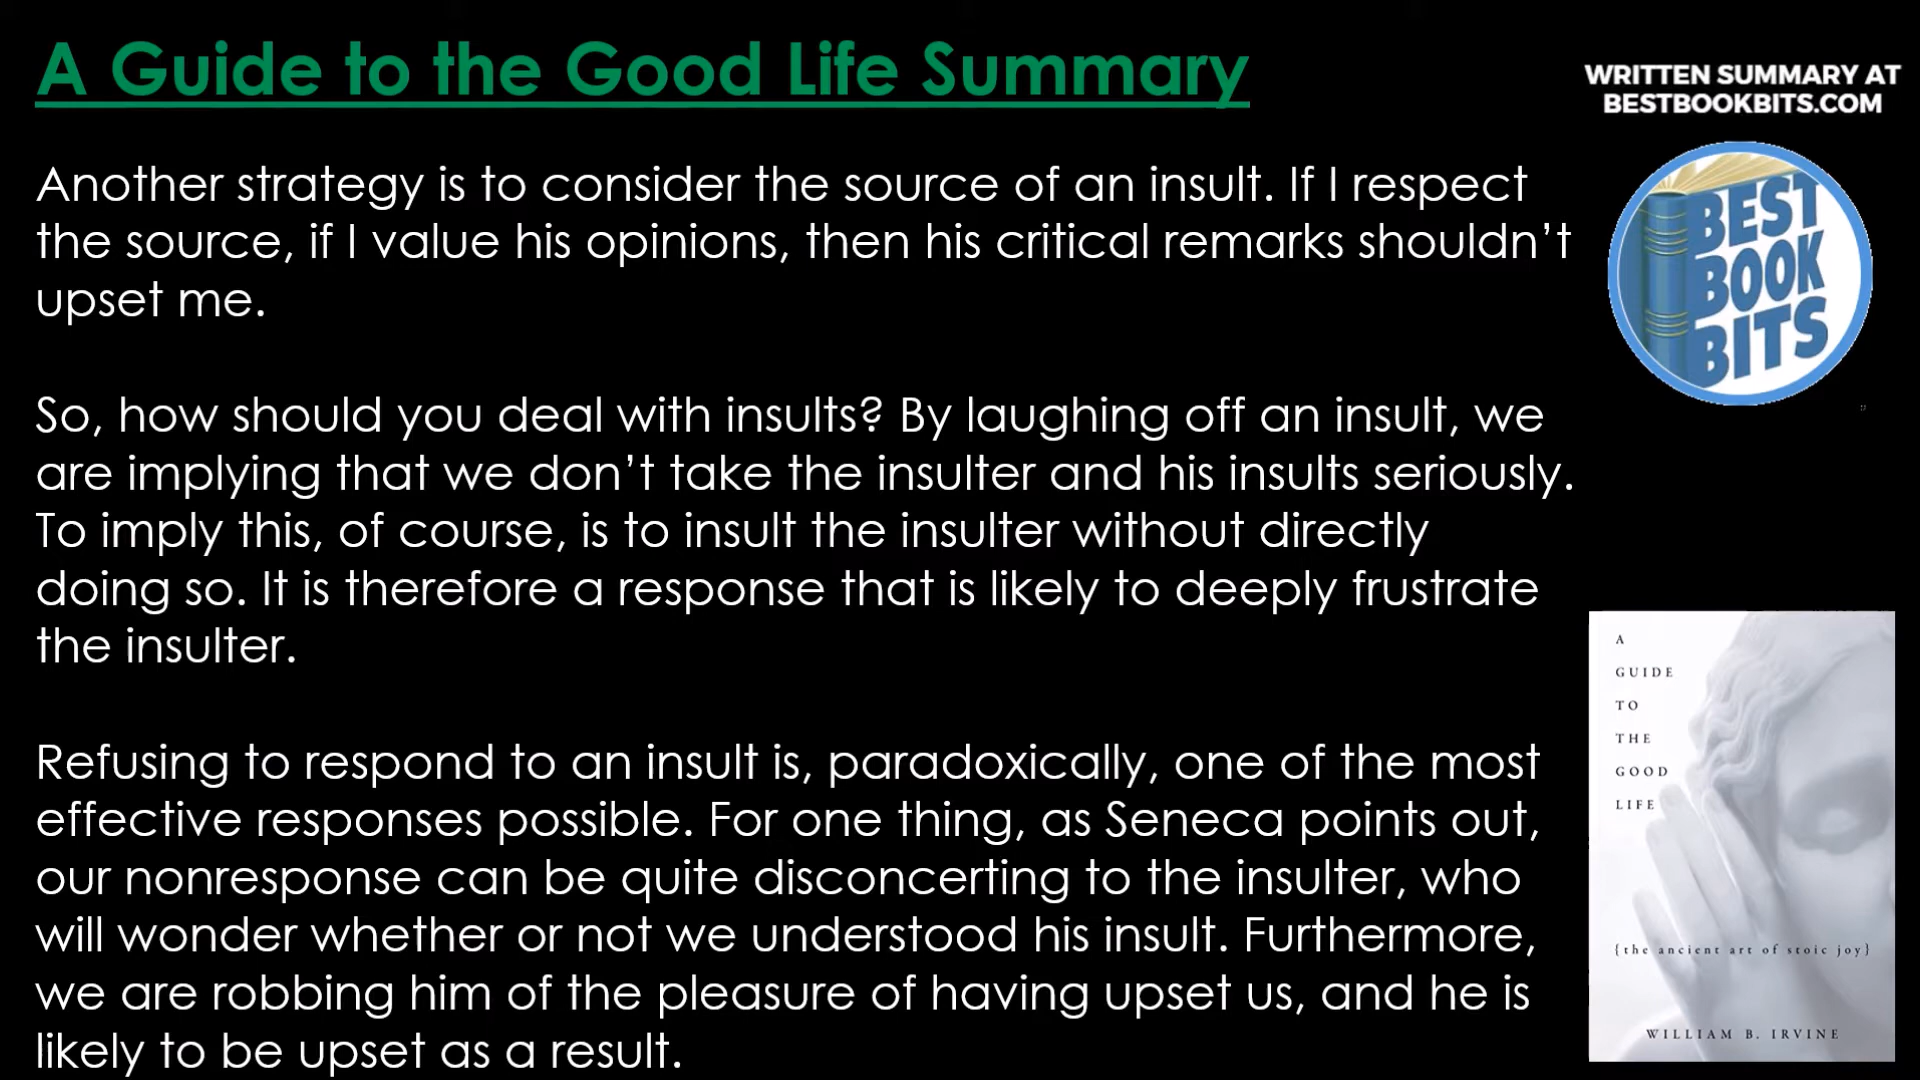 A Guide to the Good Life Summary
WRITTEN SUMMARY AT
BESTBOOKBITS.COM
Another strategy is to consider the source of an insult. If I respect
the source, if I value his opinions, then his critical remarks shouldn’t
upset me.
BEST
BOOK
BITS
So, how should you deal with insults? By laughing off an insult, we
are implying that we don’t take the insulter and his insults seriously.
To imply this, of course, is to insult the insulter without directly
doing so. It is therefore a response that is likely to deeply frustrate
the insulter.
Refusing to respond to an insult is, paradoxically, one of the most
effective responses possible. For one thing, as Seneca points out,
our nonresponse can be quite disconcerting to the insulter, who
will wonder whether or not we understood his insult. Furthermore,
we are robbing him of the pleasure of having upset us, and he is
likely to be upset as a result.
A
GUIDE
TO
THE
GOOD
LIFE
{the ancient art of stoic joy}
WILLIAM B. IRVINE